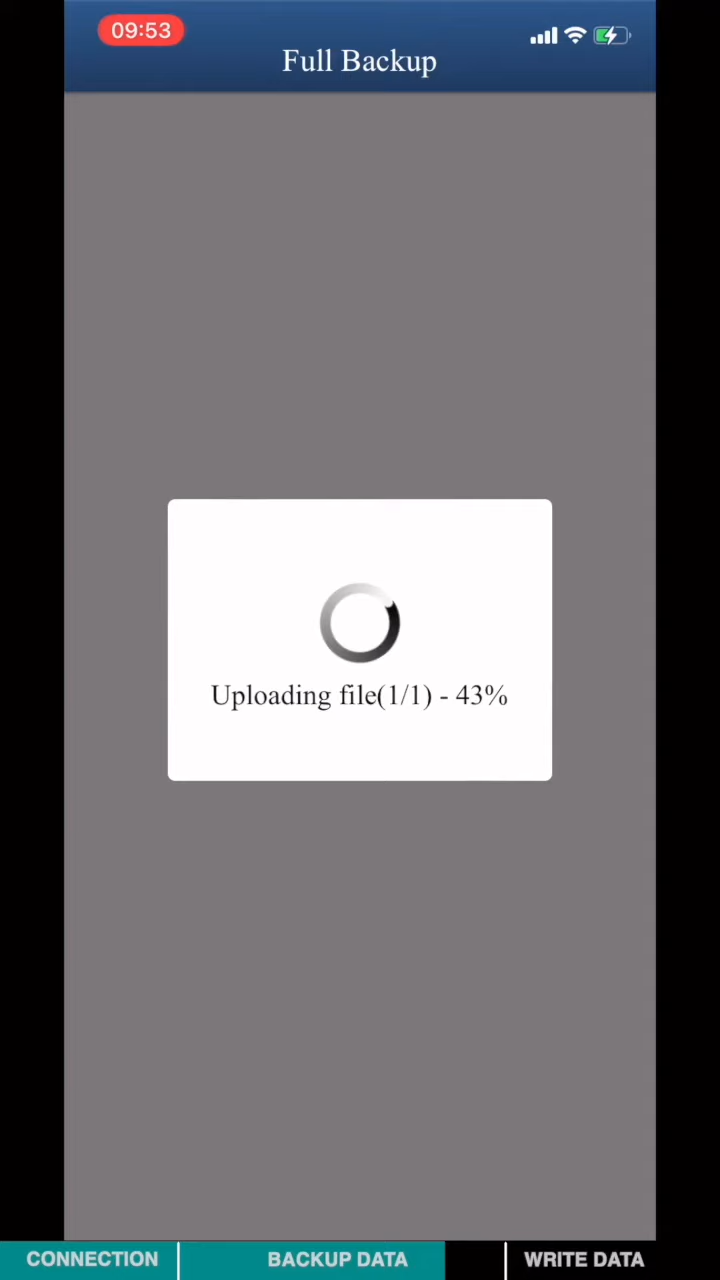 09:53
Full Backup
Uploading file(1/1) - 43%
CONNECTION
BACKUP DATA
WRITE DATA